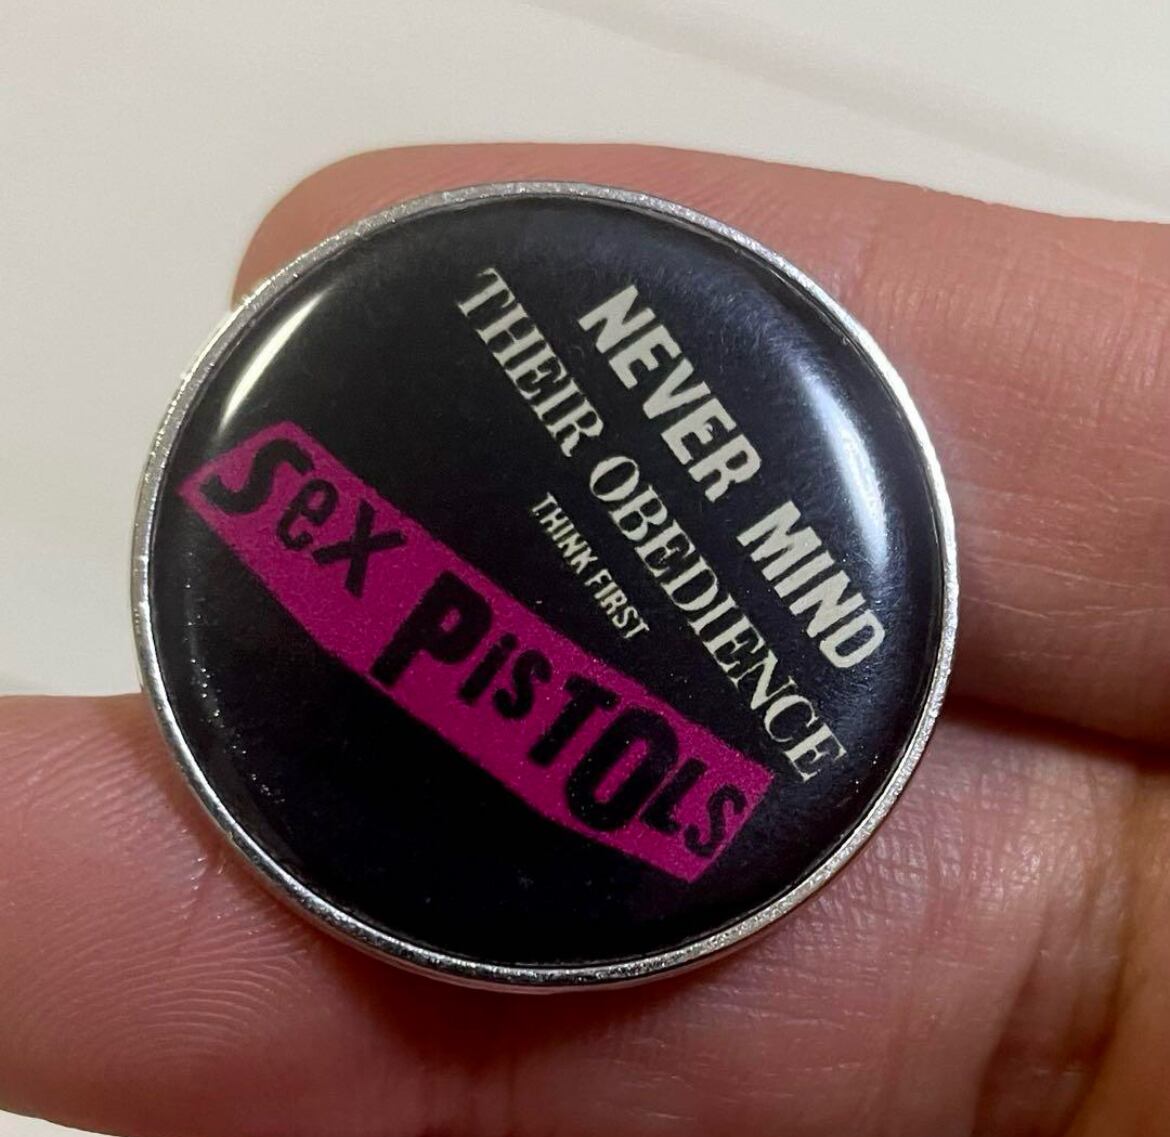 NEVER MIND
THEIR OBEDIENCE
THINK FIRST
Sex PisTOLS